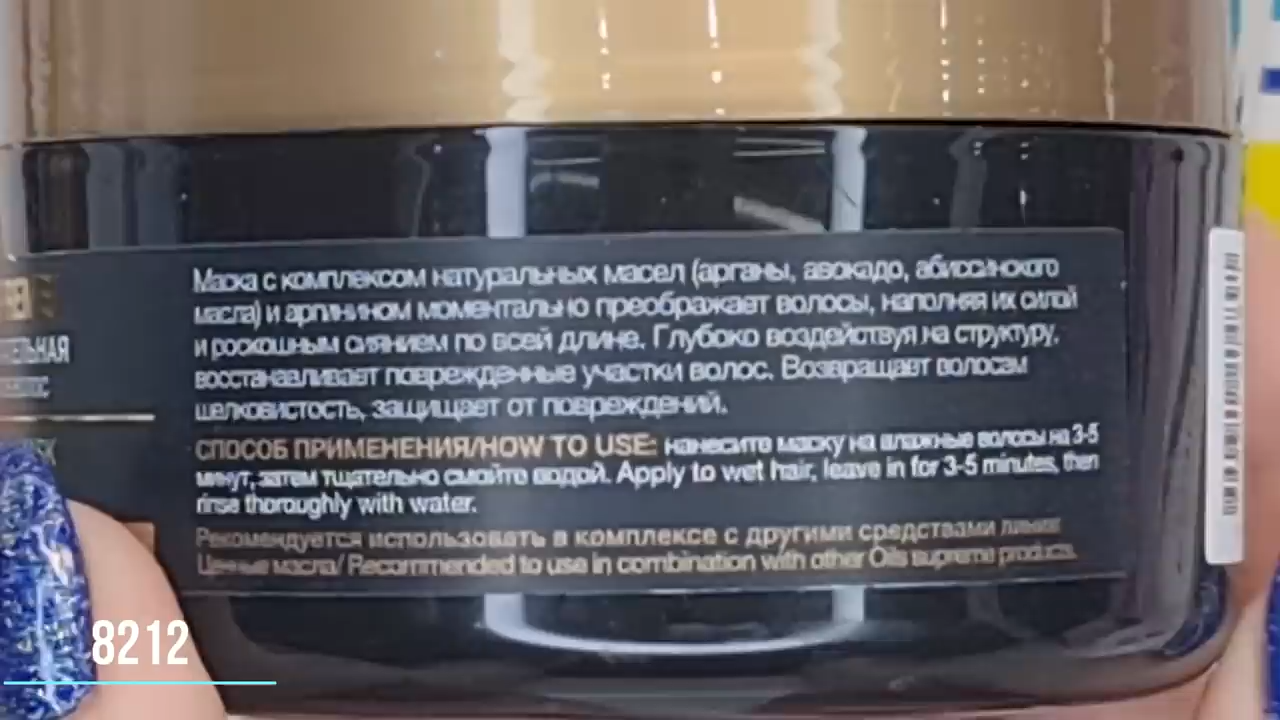 ТЕЛЬНАЯ
Маска с комплексом натуральных масел (арганы, авокадо, абиссинского
масла) и аргинином моментально преображает волосы, наполняя их силой
и роскошным сиянием по всей длине. Глубоко воздействуя на структуру,
восстанавливает поврежденные участки волос. Возвращает волосам
шелковистость, защищает от повреждений.
СПОСОБ ПРИМЕНЕНИЯ/HOW TO USE: нанесите маску на влажные волосы на 3-5
минут, затем тщательно смойте водой. Apply to wet hair, leave in for 3-5 minutes, then
rinse thoroughly with water.
Рекомендуется использовать в комплексе с другими средствами линии
Ценные масла/ Recommended to use in combination with other Oils supreme products.
8212